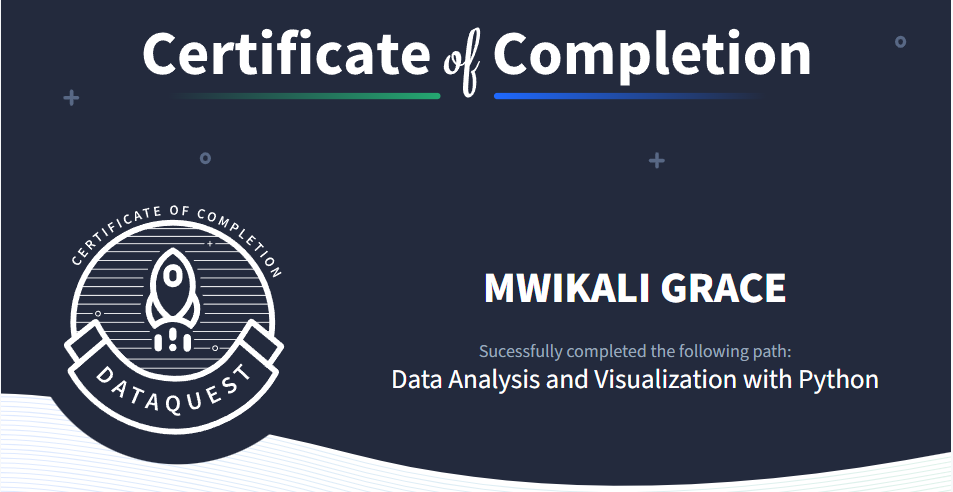 Certificate of Completion
CERTIFICATE OF COMPLETION
DATAQUEST
MWIKALI GRACE
Sucessfully completed the following path:
Data Analysis and Visualization with Python